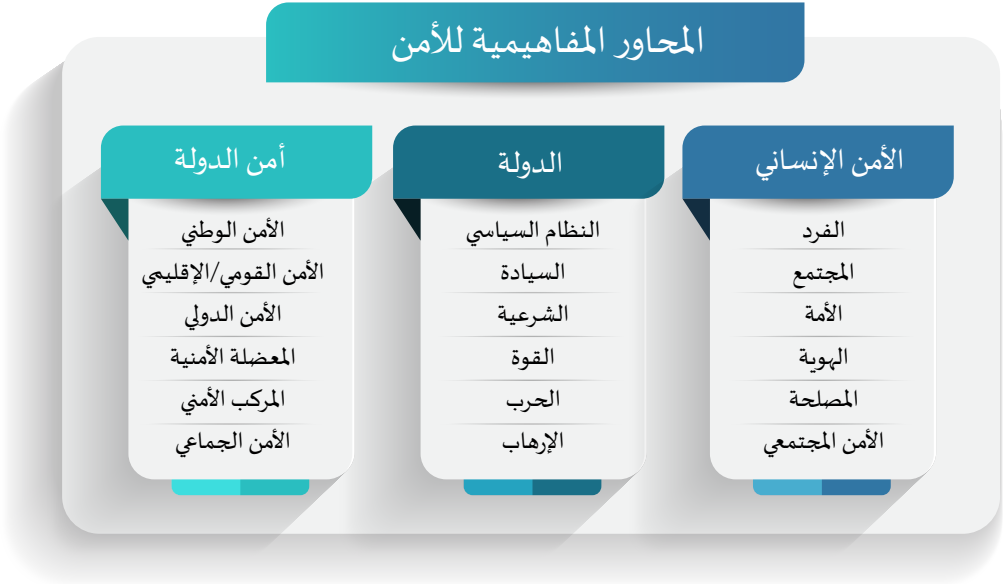 المحاور المفاهيمية للأمن
الأمن الإنساني
الفرد
المجتمع
الأمة
الهوية
المصلحة
الأمن المجتمعي
الدولة
النظام السياسي
السيادة
الشرعية
القوة
الحرب
الإرهاب
أمن الدولة
الأمن الوطني
الأمن القومي/الإقليمي
الأمن الدولي
المعضلة الأمنية
المركب الأمني
الأمن الجماعي